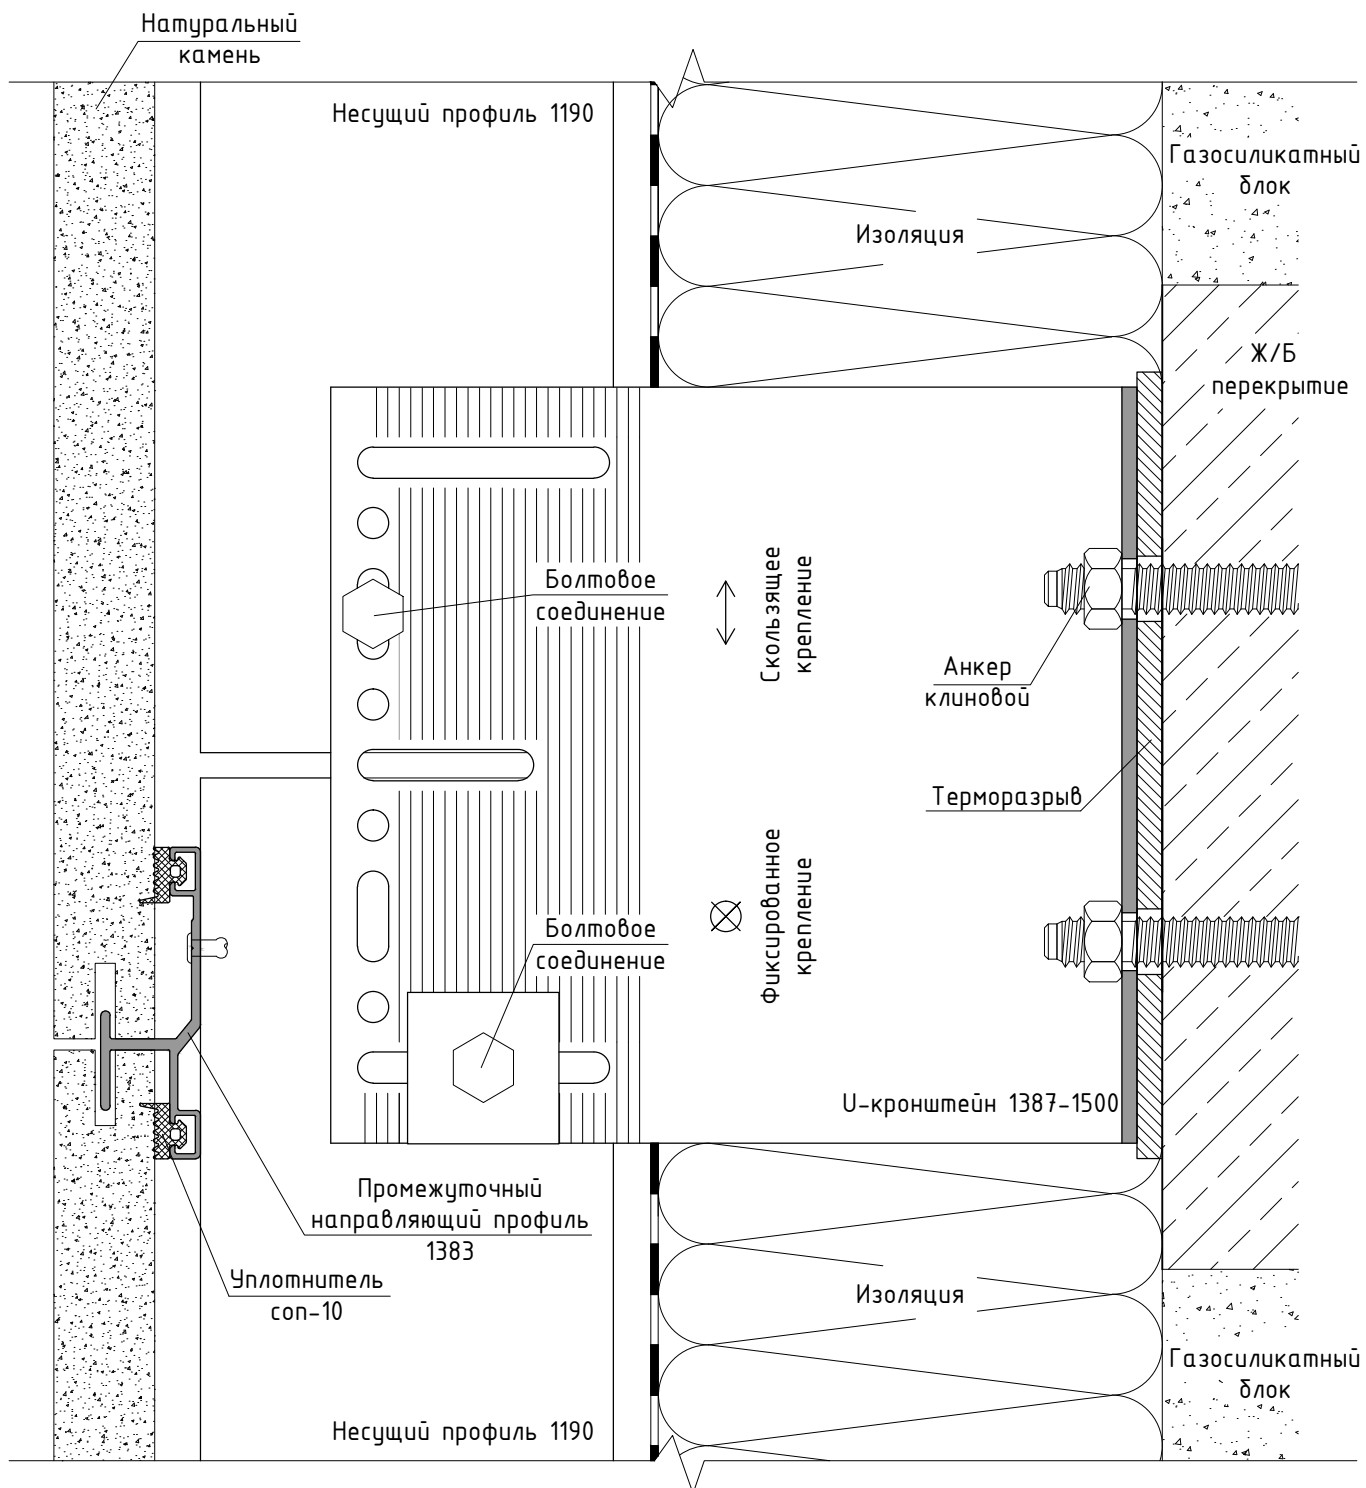 Натуральный
камень
Несущий профиль 1190
Газосиликатный
блок
Изоляция
Ж/Б
перекрытие
Болтовое
соединение
Скользящее
крепление
Анкер
клиновой
Терморазрыв
Фиксированное
крепление
Болтовое
соединение
U-кронштейн 1387-1500
Промежуточный
направляющий профиль
1383
Уплотнитель
соп-10
Изоляция
Газосиликатный
блок
Несущий профиль 1190